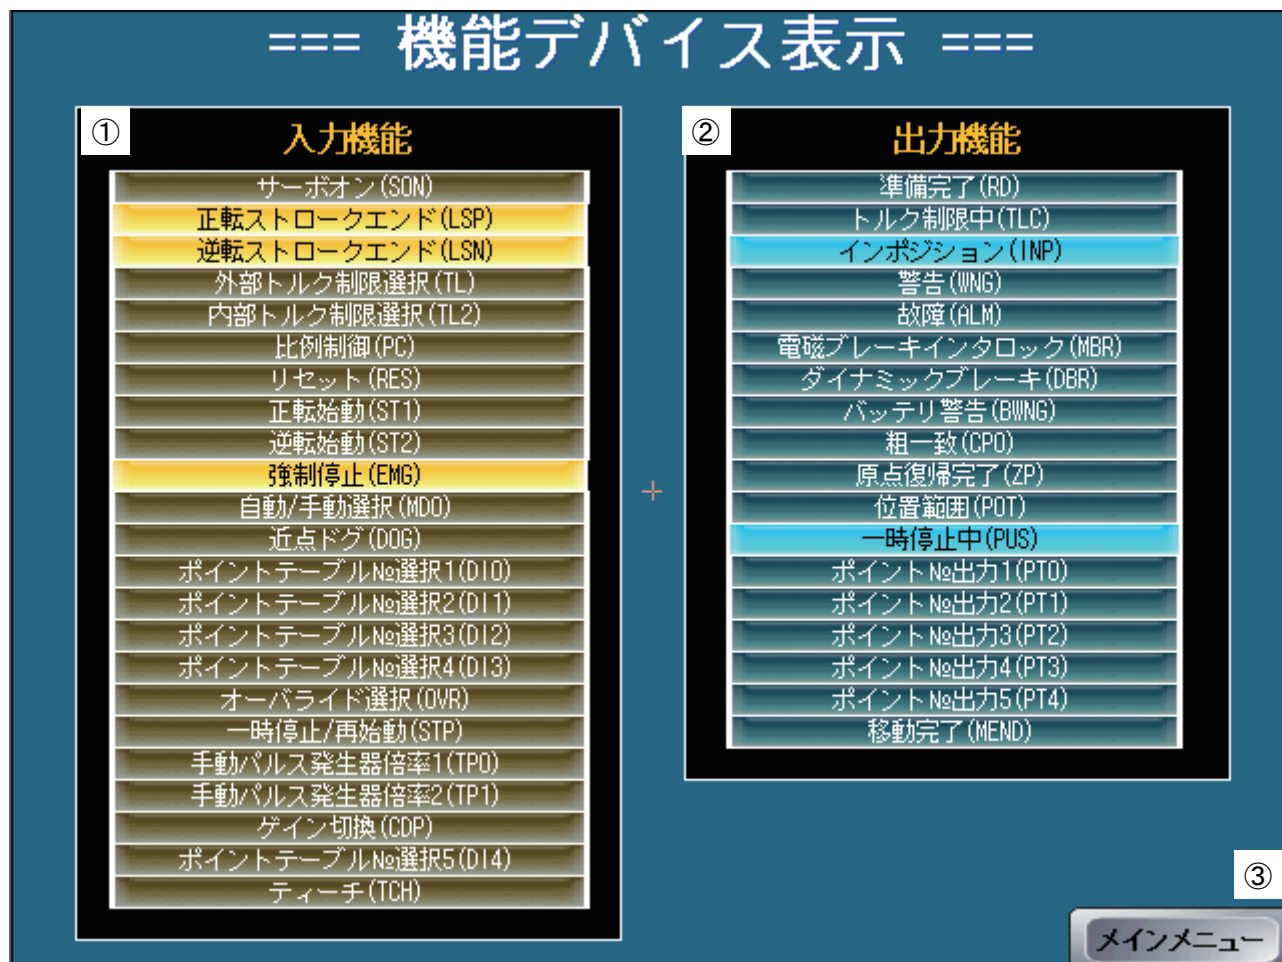 === 機能デバイス表示 ===
①
入力機能
サーボオン(SON)
正転ストロークエンド(LSP)
逆転ストロークエンド(LSN)
外部トルク制限選択(TL)
内部トルク制限選択(TL2)
比例制御(PC)
リセット(RES)
正転始動(ST1)
逆転始動(ST2)
強制停止(EMG)
自動/手動選択(MDO)
近点ドグ(DOG)
ポイントテーブル№選択1(DI0)
ポイントテーブル№選択2(DI1)
ポイントテーブル№選択3(DI2)
ポイントテーブル№選択4(DI3)
オーバライド選択(OVR)
一時停止/再始動(STP)
手動パルス発生器倍率1(TP0)
手動パルス発生器倍率2(TP1)
ゲイン切換(CDP)
ポイントテーブル№選択5(DI4)
ティーチ(TCH)
②
出力機能
準備完了(RD)
トルク制限中(TLC)
インポジション(INP)
警告(WNG)
故障(ALM)
電磁ブレーキインタロック(MBR)
ダイナミックブレーキ(DBR)
バッテリ警告(BWNG)
粗一致(CPO)
原点復帰完了(ZP)
位置範囲(POT)
一時停止中(PUS)
ポイント№出力1(PT0)
ポイント№出力2(PT1)
ポイント№出力3(PT2)
ポイント№出力4(PT3)
ポイント№出力5(PT4)
移動完了(MEND)
③
メインメニュー